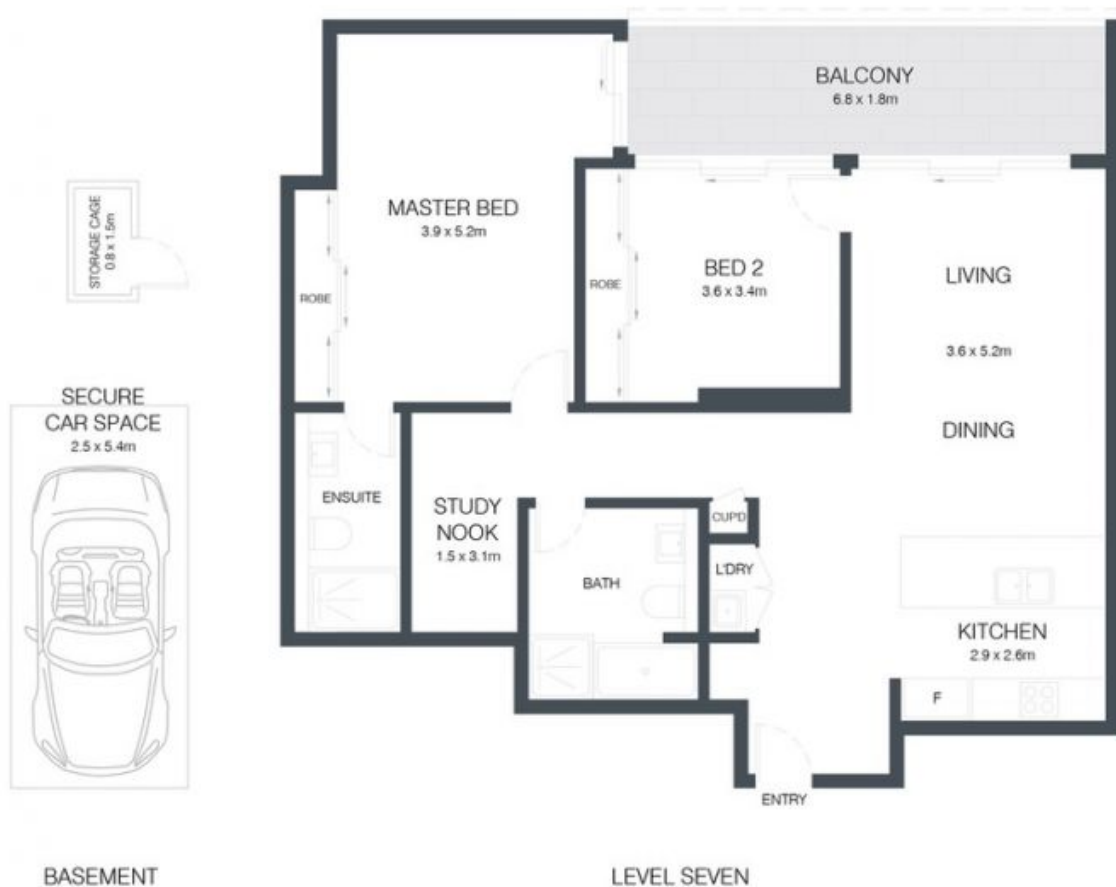 BALCONY
6.8 x 1.8m
MASTER BED
3.9 x 5.2m
STORAGE CAGE
0.8 x 1.5m
ROBE
ROBE
BED 2
3.6 x 3.4m
LIVING
3.6 x 5.2m
DINING
SECURE
CAR SPACE
2.5 x 5.4m
ENSUITE
STUDY
NOOK
1.5 x 3.1m
CUPD
BATH
L'DRY
KITCHEN
2.9 x 2.6m
F
ENTRY
BASEMENT
LEVEL SEVEN